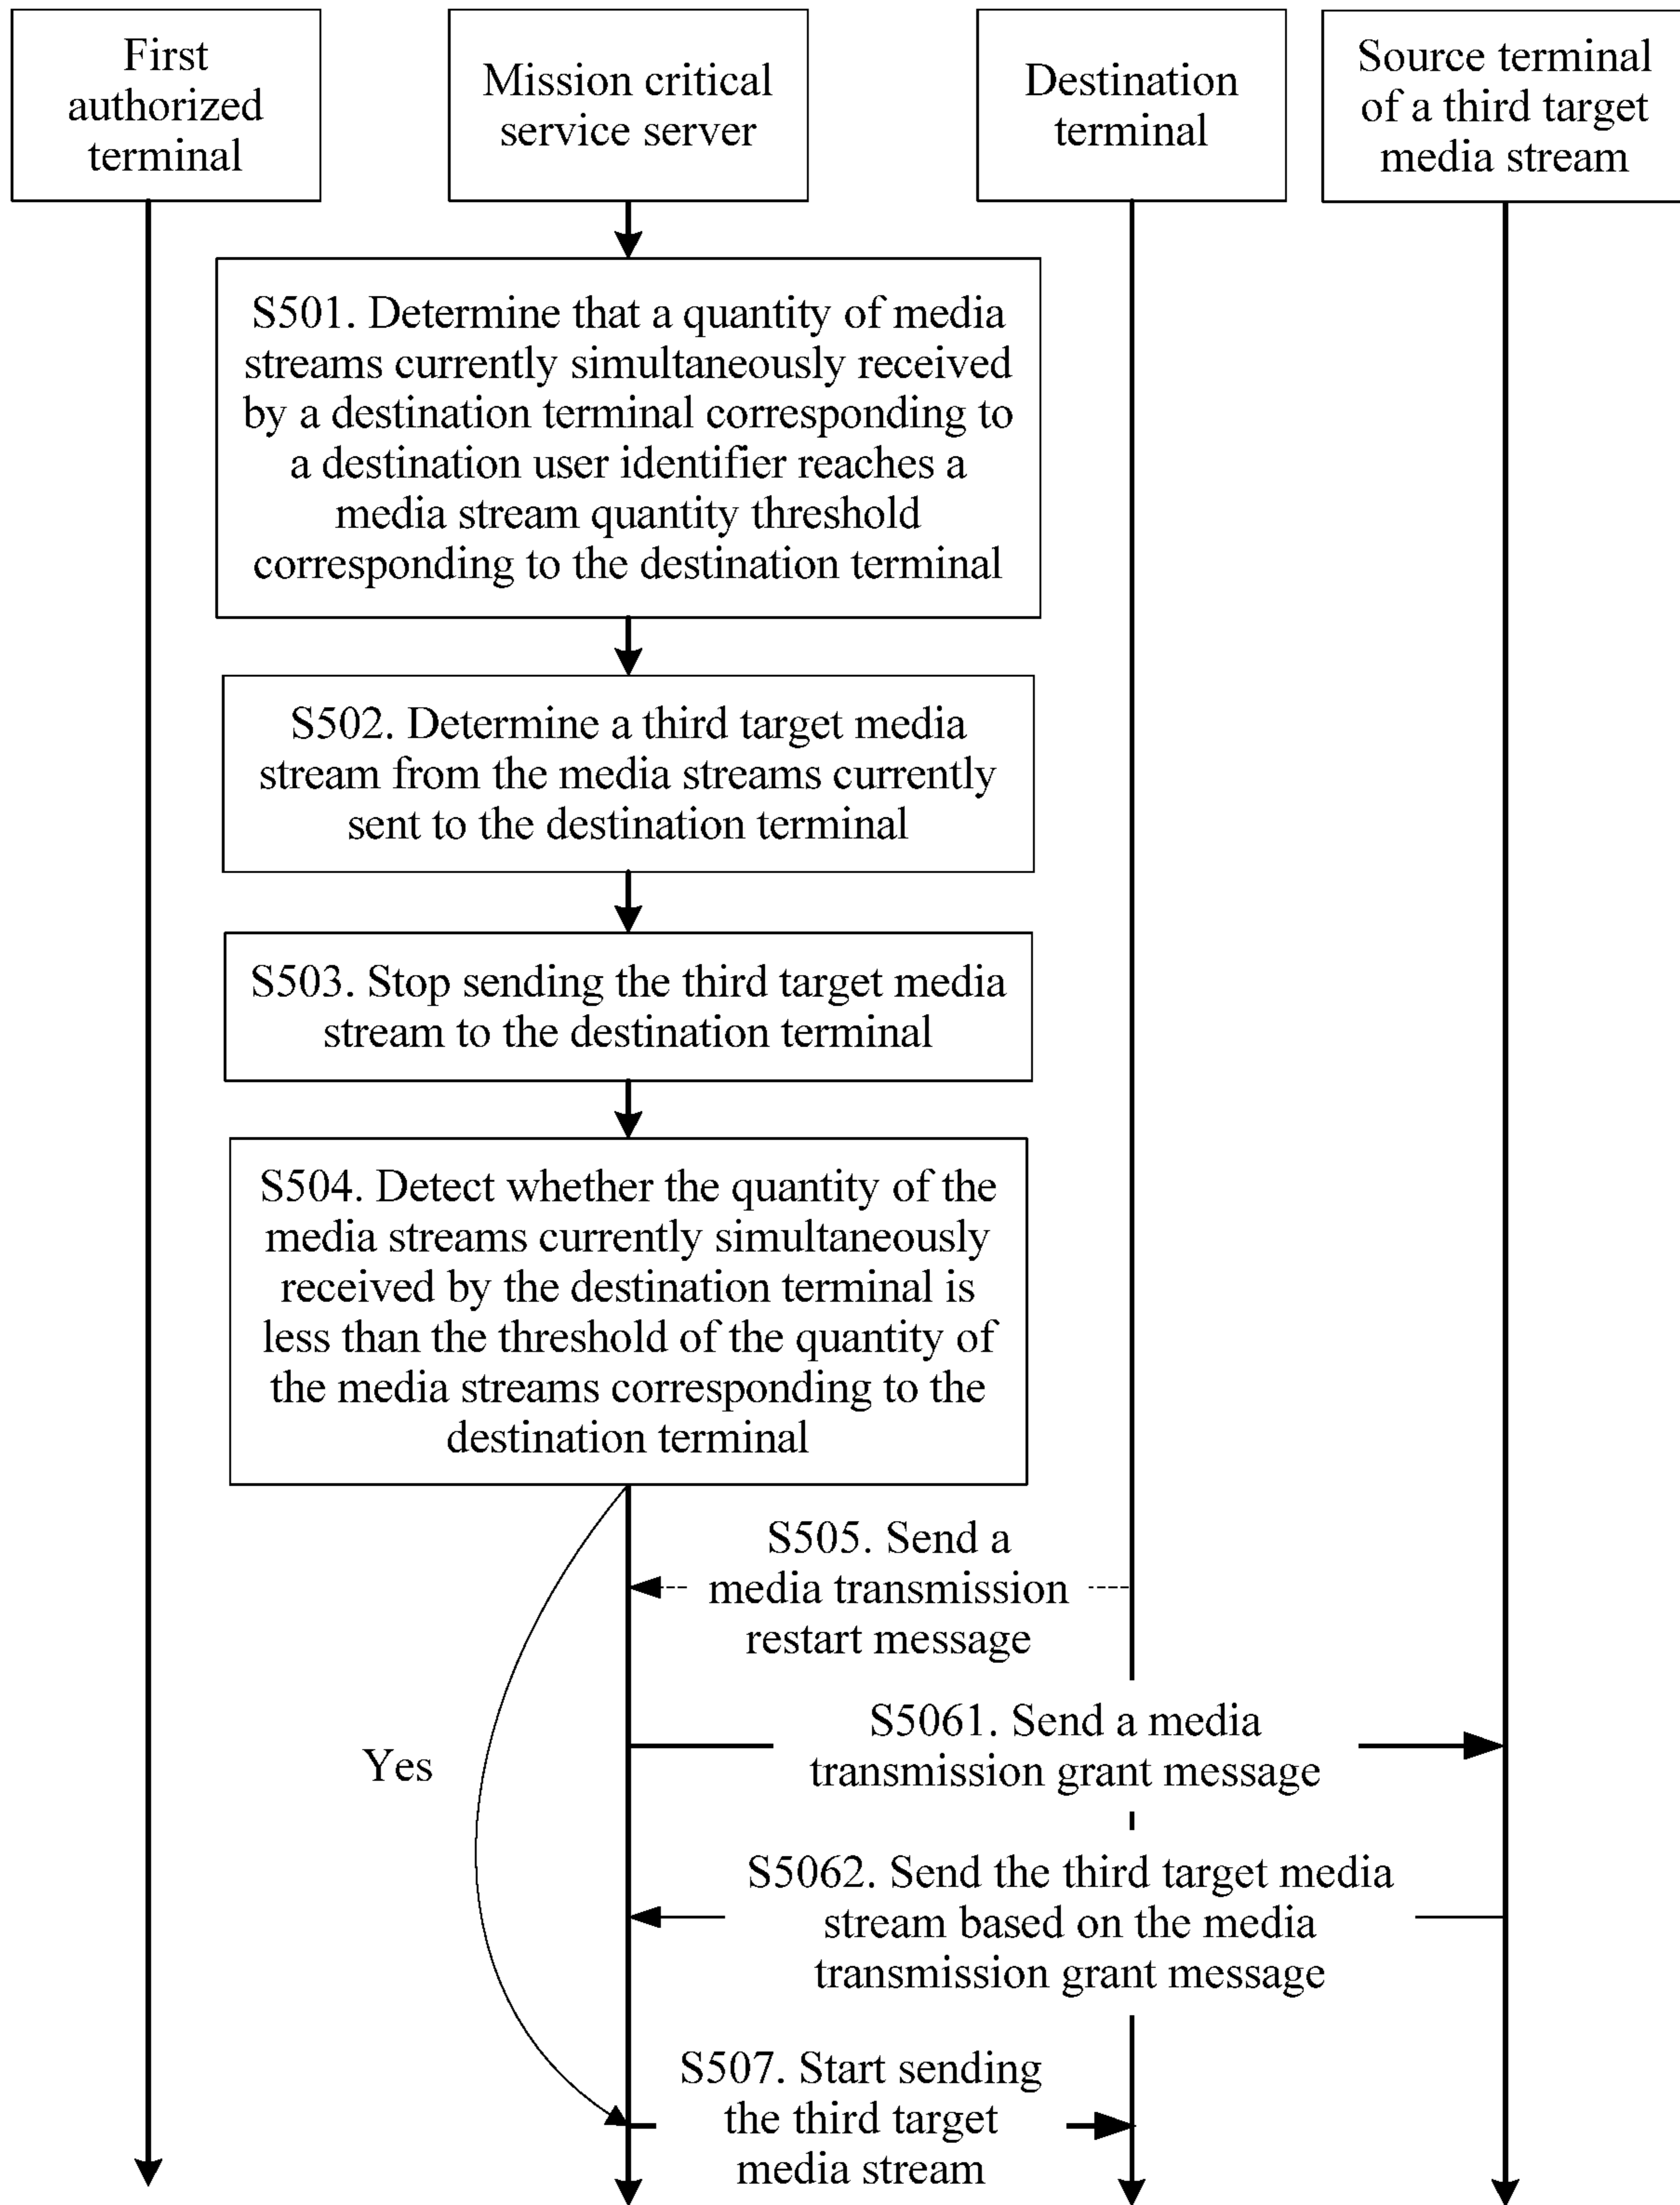 First
authorized
terminal
Mission critical
service server
Destination
terminal
Source terminal
of a third target
media stream
S501. Determine that a quantity of media
streams currently simultaneously received
by a destination terminal corresponding to
a destination user identifier reaches a
media stream quantity threshold
corresponding to the destination terminal
S502. Determine a third target media
stream from the media streams currently
sent to the destination terminal
S503. Stop sending the third target media
stream to the destination terminal
S504. Detect whether the quantity of the
media streams currently simultaneously
received by the destination terminal is
less than the threshold of the quantity of
the media streams corresponding to the
destination terminal
S505. Send a
media transmission
restart message
S5061. Send a media
transmission grant message
Yes
S5062. Send the third target media
stream based on the media
transmission grant message
S507. Start sending
the third target
media stream